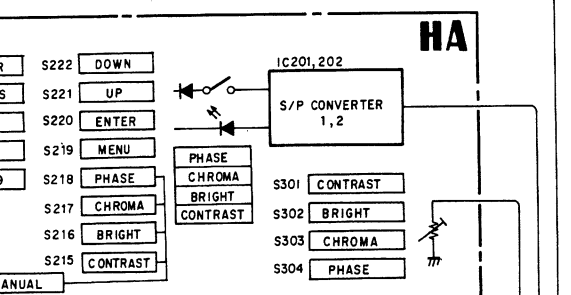 HA
R
S222 DOWN
IC201,202
S
S221 UP
S/P CONVERTER
1,2
S220 ENTER
S219 MENU
PHASE
CHROMA
BRIGHT
CONTRAST
9
S218 PHASE
S301 CONTRAST
S217 CHROMA
S302 BRIGHT
S216 BRIGHT
S303 CHROMA
S215 CONTRAST
S304 PHASE
ANUAL